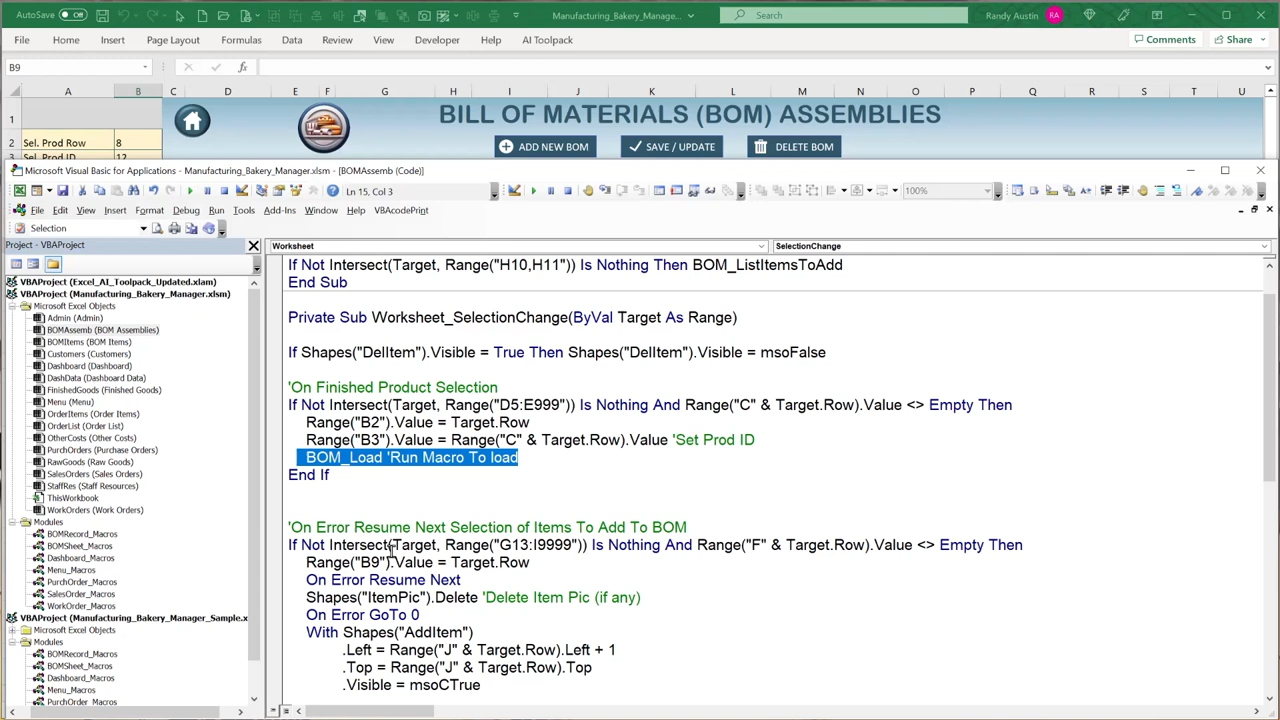 AutoSave Off Manufacturing_Bakery_Manage... Search Randy Austin RA
File Home Insert Page Layout Formulas Data Review View Developer Help AI Toolpack Comments Share
B9 fx
A B C D E F G H I J K L M N O P Q R S T U
1 BILL OF MATERIALS (BOM) ASSEMBLIES
2 Sel. Prod Row 8 ADD NEW BOM SAVE / UPDATE DELETE BOM
3 Sel. Prod ID 12
Microsoft Visual Basic for Applications - Manufacturing_Bakery_Manager.xlsm - [BOMAssemb (Code)]
Ln 15, Col 3 100%
File Edit View Insert Format Debug Run Tools Add-Ins Window Help VBAcodePrint
Selection
Project - VBAProject
Worksheet SelectionChange
VBAProject (Excel_AI_Toolpack_Updated.xlam)
VBAProject (Manufacturing_Bakery_Manager.xlsm)
Microsoft Excel Objects
Admin (Admin)
BOMAssemb (BOM Assemblies)
BOMItems (BOM Items)
Customers (Customers)
Dashboard (Dashboard)
DashData (Dashboard Data)
FinishedGoods (Finished Goods)
Menu (Menu)
OrderItems (Order Items)
OrderList (Order List)
OtherCosts (Other Costs)
PurchOrders (Purchase Orders)
RawGoods (Raw Goods)
SalesOrders (Sales Orders)
StaffRes (Staff Resources)
ThisWorkbook
WorkOrders (Work Orders)
Modules
BOMRecord_Macros
BOMSheet_Macros
Dashboard_Macros
Menu_Macros
PurchOrder_Macros
SalesOrder_Macros
WorkOrder_Macros
VBAProject (Manufacturing_Bakery_Manager_Sample.x
Microsoft Excel Objects
Modules
BOMRecord_Macros
BOMSheet_Macros
Dashboard_Macros
Menu_Macros
PurchOrder_Macros
If Not Intersect(Target, Range("H10,H11")) Is Nothing Then BOM_ListItemsToAdd
End Sub
Private Sub Worksheet_SelectionChange(ByVal Target As Range)
If Shapes("DelItem").Visible = True Then Shapes("DelItem").Visible = msoFalse
'On Finished Product Selection
If Not Intersect(Target, Range("D5:E999")) Is Nothing And Range("C" & Target.Row).Value <> Empty Then
Range("B2").Value = Target.Row
Range("B3").Value = Range("C" & Target.Row).Value 'Set Prod ID
BOM_Load 'Run Macro To load
End If
'On Error Resume Next Selection of Items To Add To BOM
If Not Intersect(Target, Range("G13:I9999")) Is Nothing And Range("F" & Target.Row).Value <> Empty Then
Range("B9").Value = Target.Row
On Error Resume Next
Shapes("ItemPic").Delete 'Delete Item Pic (if any)
On Error GoTo 0
With Shapes("AddItem")
.Left = Range("J" & Target.Row).Left + 1
.Top = Range("J" & Target.Row).Top
.Visible = msoCTrue